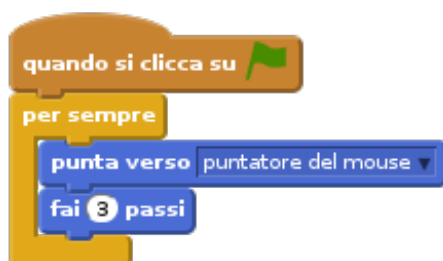 quando si clicca su
per sempre
punta verso puntatore del mouse
fai 3 passi